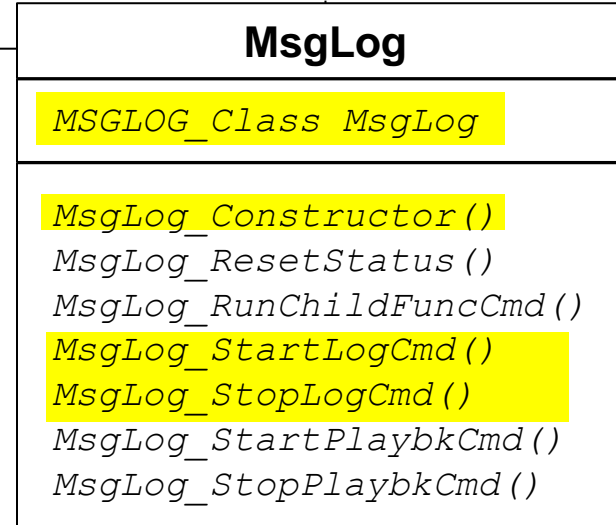 MsgLog
MSGLOG_Class MsgLog
MsgLog_Constructor()
MsgLog_ResetStatus()
MsgLog_RunChildFuncCmd()
MsgLog_StartLogCmd()
MsgLog_StopLogCmd()
MsgLog_StartPlaybkCmd()
MsgLog_StopPlaybkCmd()